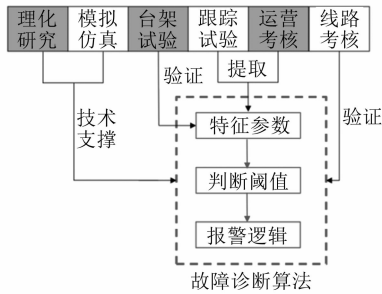 理化 模拟 台架 跟踪 运营 线路
研究 仿真 试验 试验 考核 考核
验证 提取
技术
支撑
特征参数
验证
判断阈值
报警逻辑
故障诊断算法